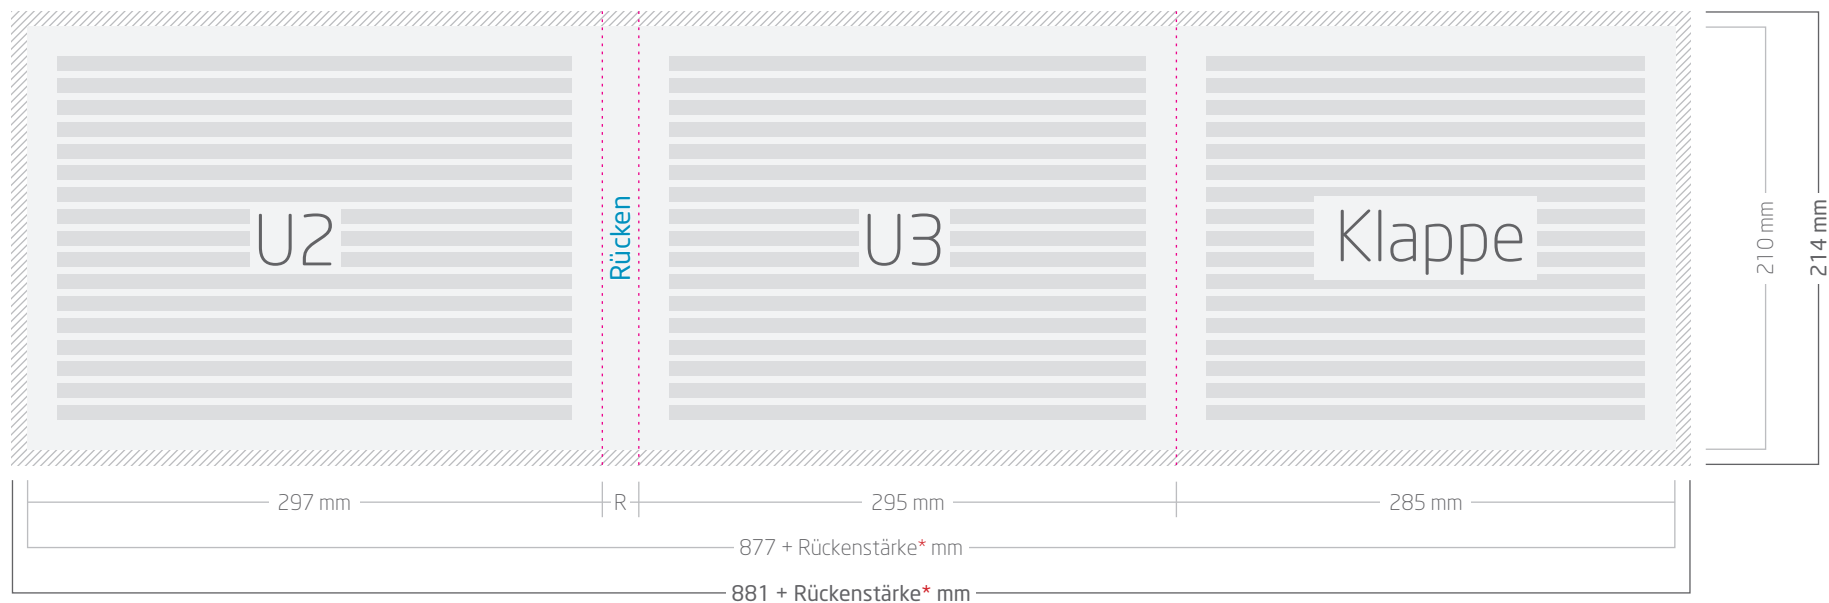 U2
Rücken
U3
Klappe
210 mm
214 mm
297 mm
R
295 mm
285 mm
877 + Rückenstärke* mm
881 + Rückenstärke* mm